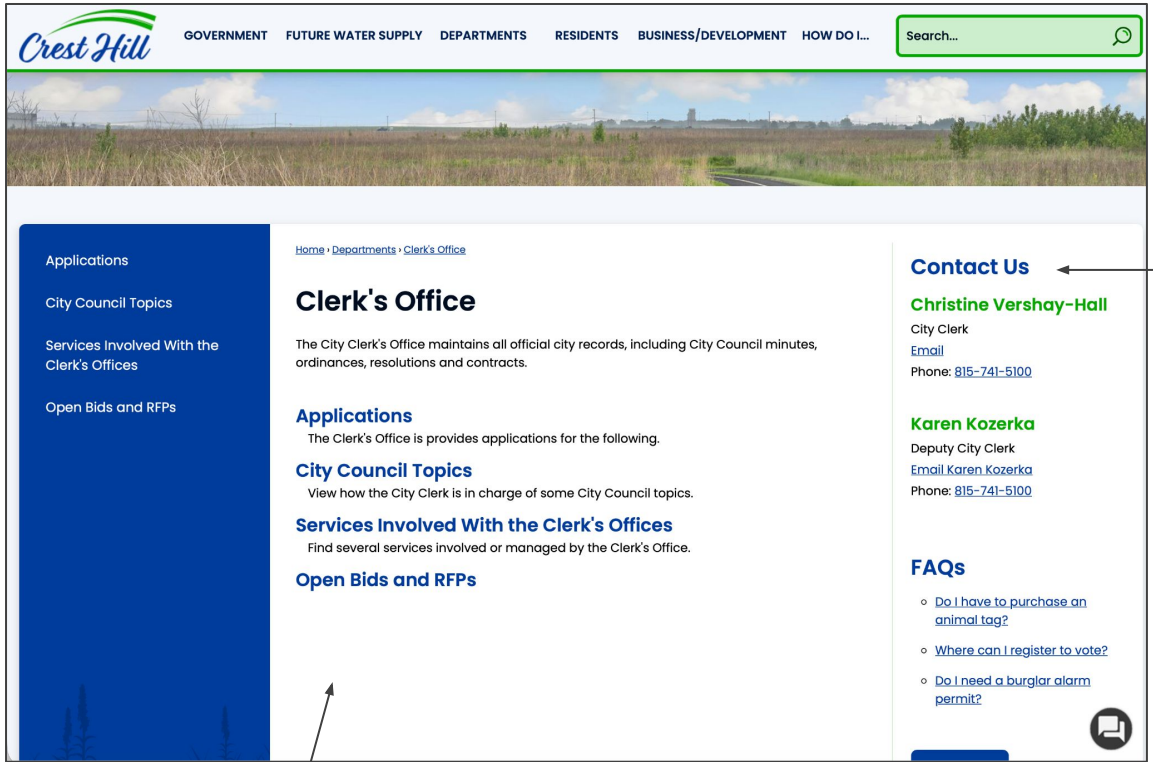 Crest Hill
GOVERNMENT FUTURE WATER SUPPLY DEPARTMENTS RESIDENTS BUSINESS/DEVELOPMENT HOW DO I...
Search...
Applications
City Council Topics
Services Involved With the
Clerk's Offices
Open Bids and RFPs
Home › Departments › Clerk's Office
Clerk's Office
The City Clerk's Office maintains all official city records, including City Council minutes,
ordinances, resolutions and contracts.
Applications
The Clerk's Office is provides applications for the following.
City Council Topics
View how the City Clerk is in charge of some City Council topics.
Services Involved With the Clerk's Offices
Find several services involved or managed by the Clerk's Office.
Open Bids and RFPs
Contact Us
Christine Vershay-Hall
City Clerk
Email
Phone: 815-741-5100
Karen Kozerka
Deputy City Clerk
Email Karen Kozerka
Phone: 815-741-5100
FAQs
Do I have to purchase an
animal tag?
Where can I register to vote?
Do I need a burglar alarm
permit?